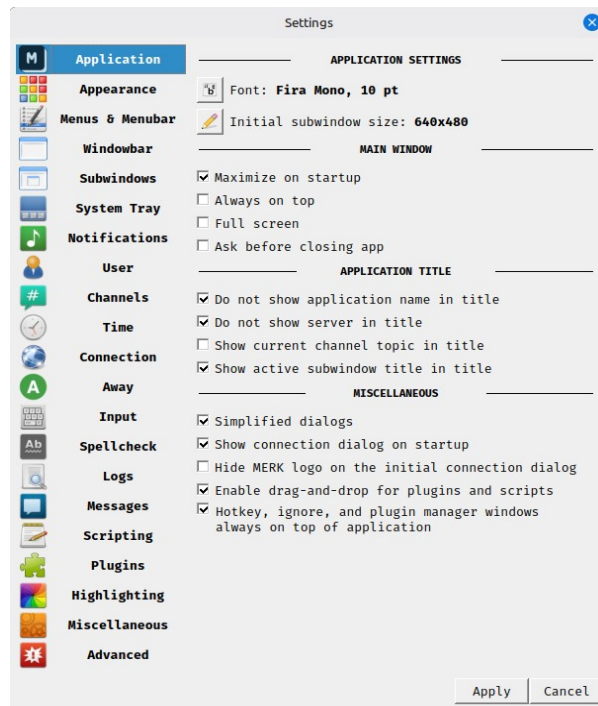 Settings
M
Application
Appearance
Menus & Menubar
Windowbar
Subwindows
System Tray
Notifications
User
#
Channels
Time
Connection
A
Away
Input
Ab
Spellcheck
Logs
Messages
Scripting
Plugins
Highlighting
Miscellaneous
Advanced
APPLICATION SETTINGS
Font: Fira Mono, 10 pt
Initial subwindow size: 640x480
MAIN WINDOW
Maximize on startup
Always on top
Full screen
Ask before closing app
APPLICATION TITLE
Do not show application name in title
Do not show server in title
Show current channel topic in title
Show active subwindow title in title
MISCELLANEOUS
Simplified dialogs
Show connection dialog on startup
Hide MERK logo on the initial connection dialog
Enable drag-and-drop for plugins and scripts
Hotkey, ignore, and plugin manager windows
always on top of application
Apply
Cancel